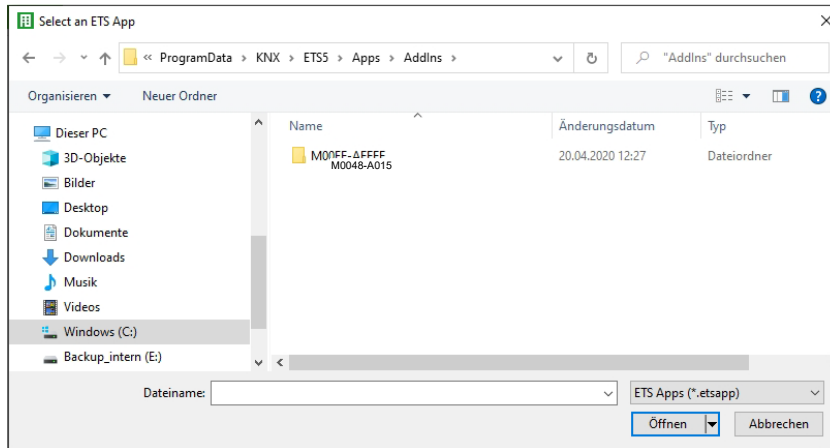 Select an ETS App
« ProgramData > KNX > ETS5 > Apps > AddIns >
"AddIns" durchsuchen
Organisieren
Neuer Ordner
Name
Änderungsdatum
Typ
Dieser PC
3D-Objekte
Bilder
Desktop
Dokumente
Downloads
Musik
Videos
Windows (C:)
Backup_intern (E:)
M00FF-AFFFF
M0048-A015
20.04.2020 12:27
Dateiordner
Dateiname:
ETS Apps (*.etsapp)
Öffnen
Abbrechen